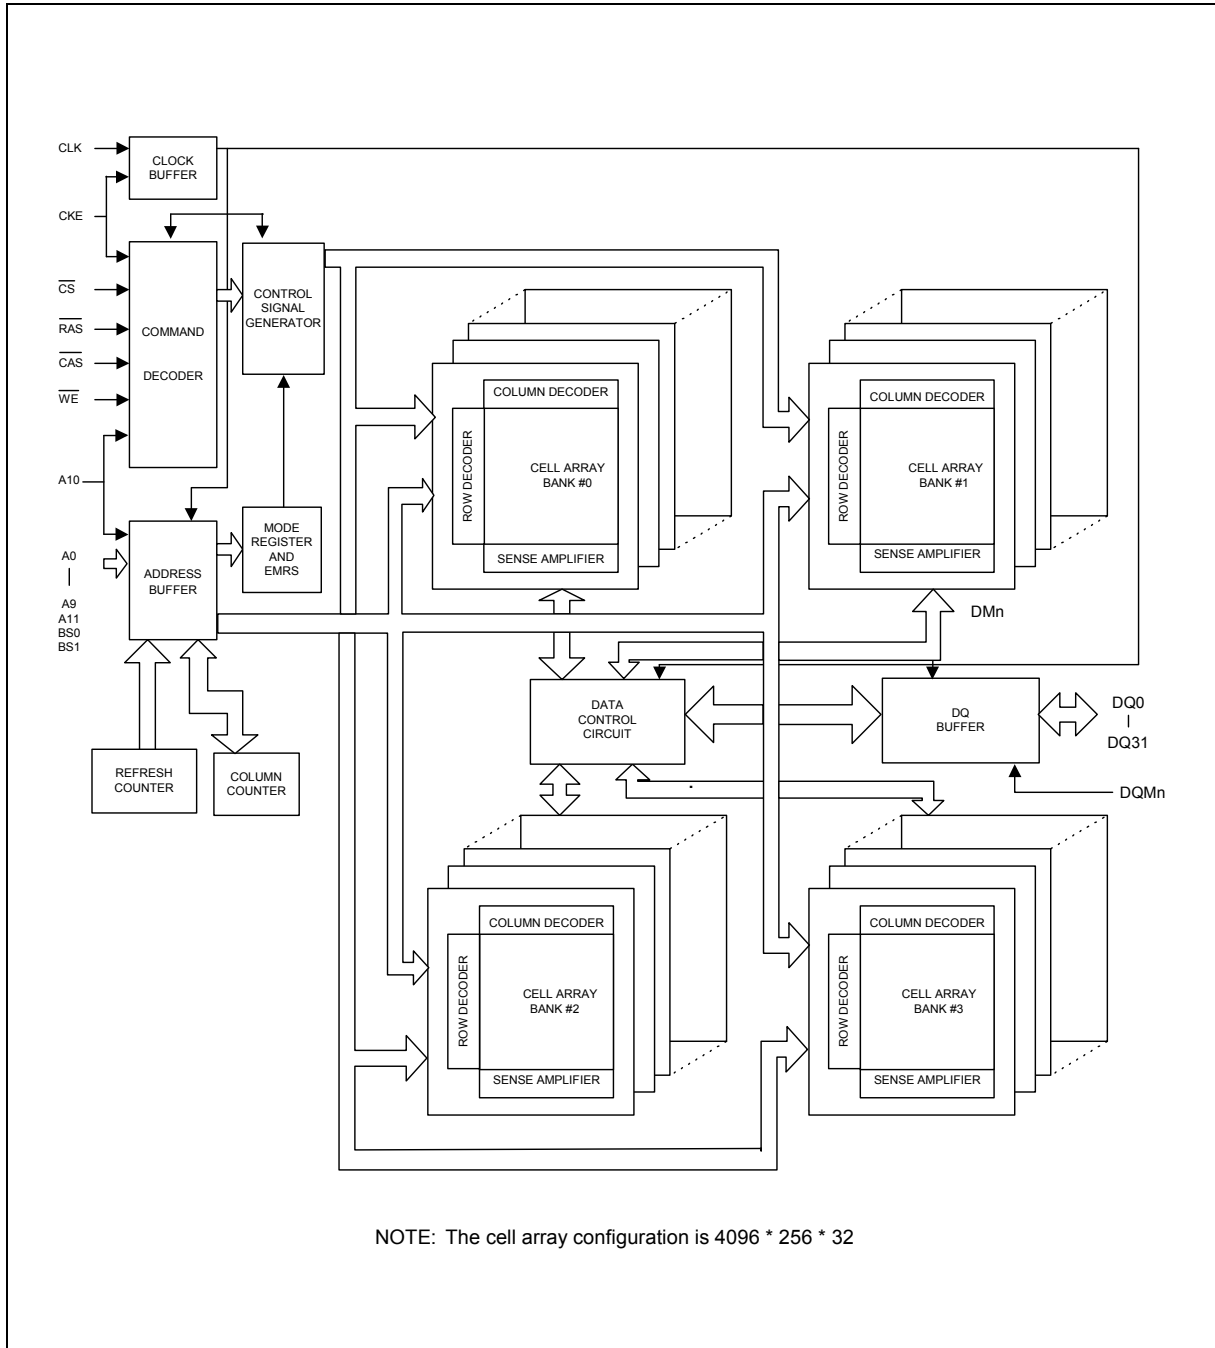 CLK
CLOCK
BUFFER
CKE
CS
RAS
CAS
WE
COMMAND
DECODER
CONTROL
SIGNAL
GENERATOR
A10
A0
A9
A11
BS0
BS1
ADDRESS
BUFFER
MODE
REGISTER
AND
EMRS
REFRESH
COUNTER
COLUMN
COUNTER
COLUMN DECODER
ROW DECODER
CELL ARRAY
BANK #0
SENSE AMPLIFIER
COLUMN DECODER
ROW DECODER
CELL ARRAY
BANK #1
SENSE AMPLIFIER
DMn
DATA
CONTROL
CIRCUIT
DQ
BUFFER
DQ0
DQ31
DQMn
COLUMN DECODER
ROW DECODER
CELL ARRAY
BANK #2
SENSE AMPLIFIER
COLUMN DECODER
ROW DECODER
CELL ARRAY
BANK #3
SENSE AMPLIFIER
NOTE: The cell array configuration is 4096 * 256 * 32